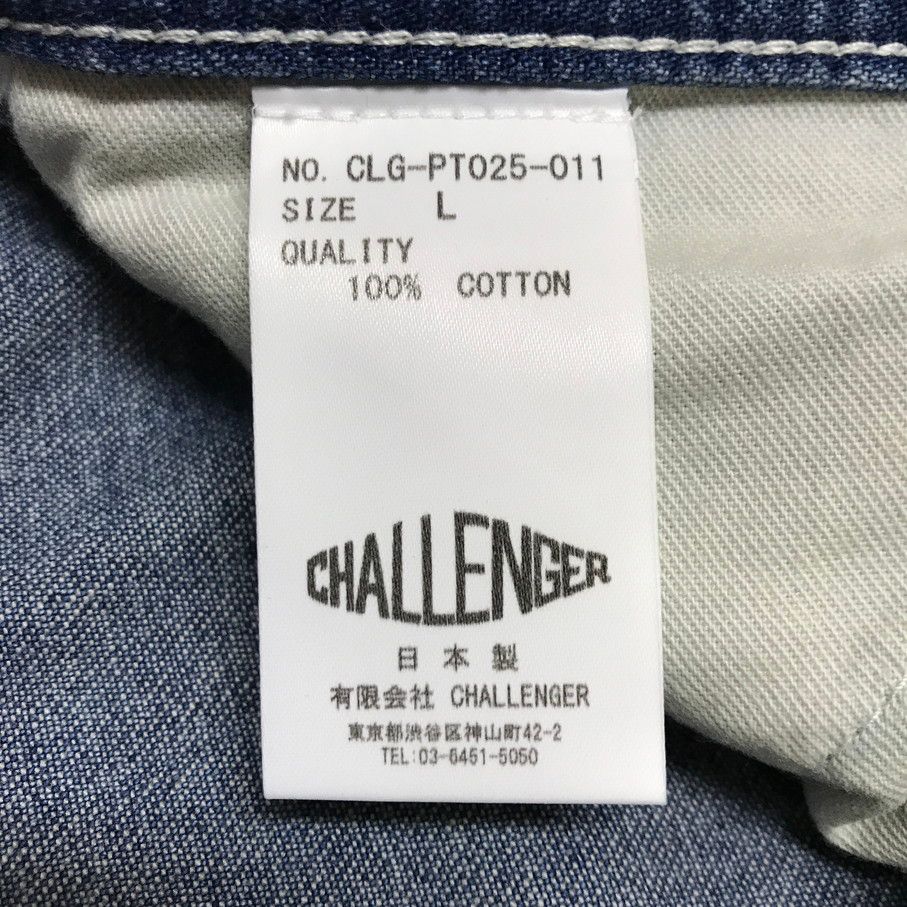 NO. CLG-PT025-011
SIZE L
QUALITY
100% COTTON
CHALLENGER
日本製
有限会社 CHALLENGER
東京都渋谷区神山町42-2
TEL:03-6451-5050